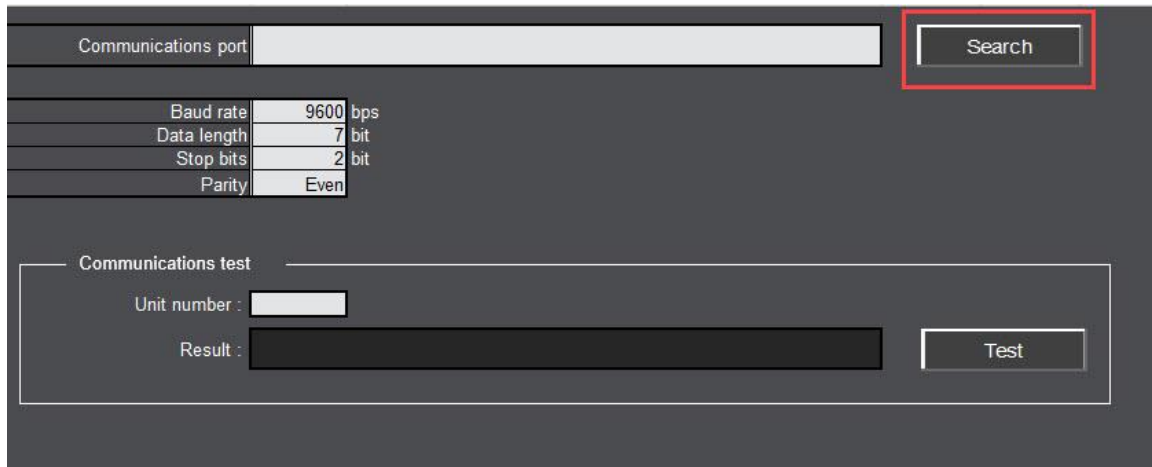 Communications port Search
Baud rate 9600 bps
Data length 7 bit
Stop bits 2 bit
Parity Even
Communications test
Unit number :
Result : Test